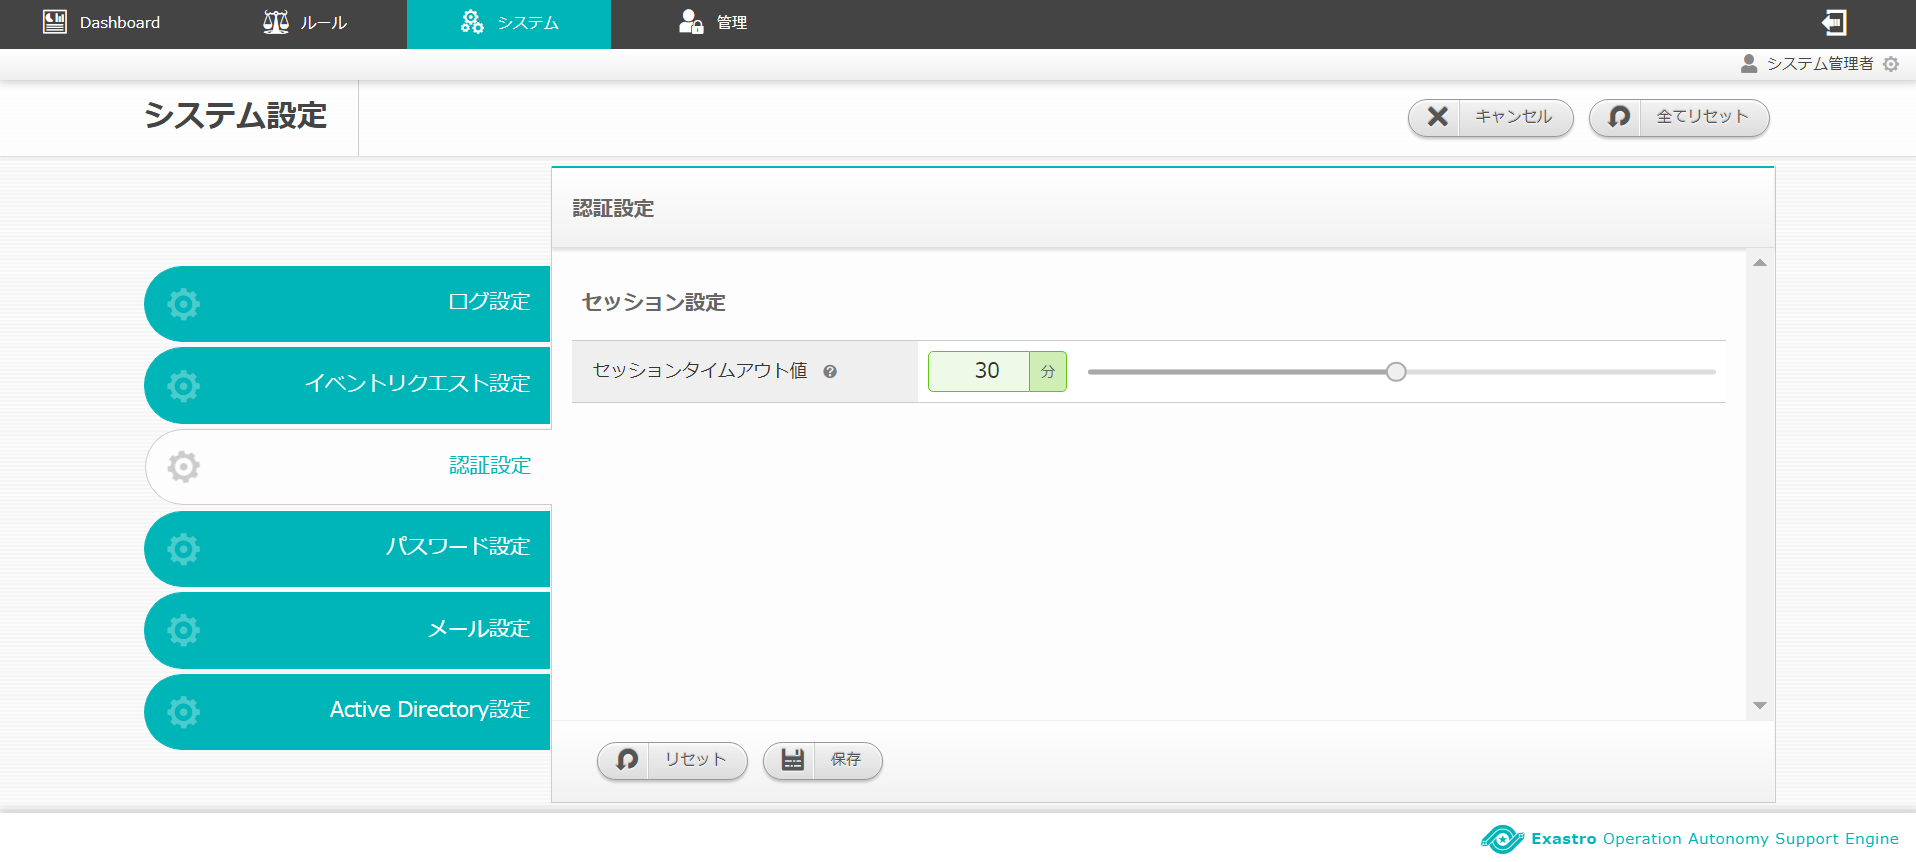 Dashboard
ルール
システム
管理
システム管理者
システム設定
キャンセル
全てリセット
ログ設定
イベントリクエスト設定
認証設定
パスワード設定
メール設定
Active Directory設定
認証設定
セッション設定
セッションタイムアウト値 ?
30 分
リセット
保存
Exastro Operation Autonomy Support Engine